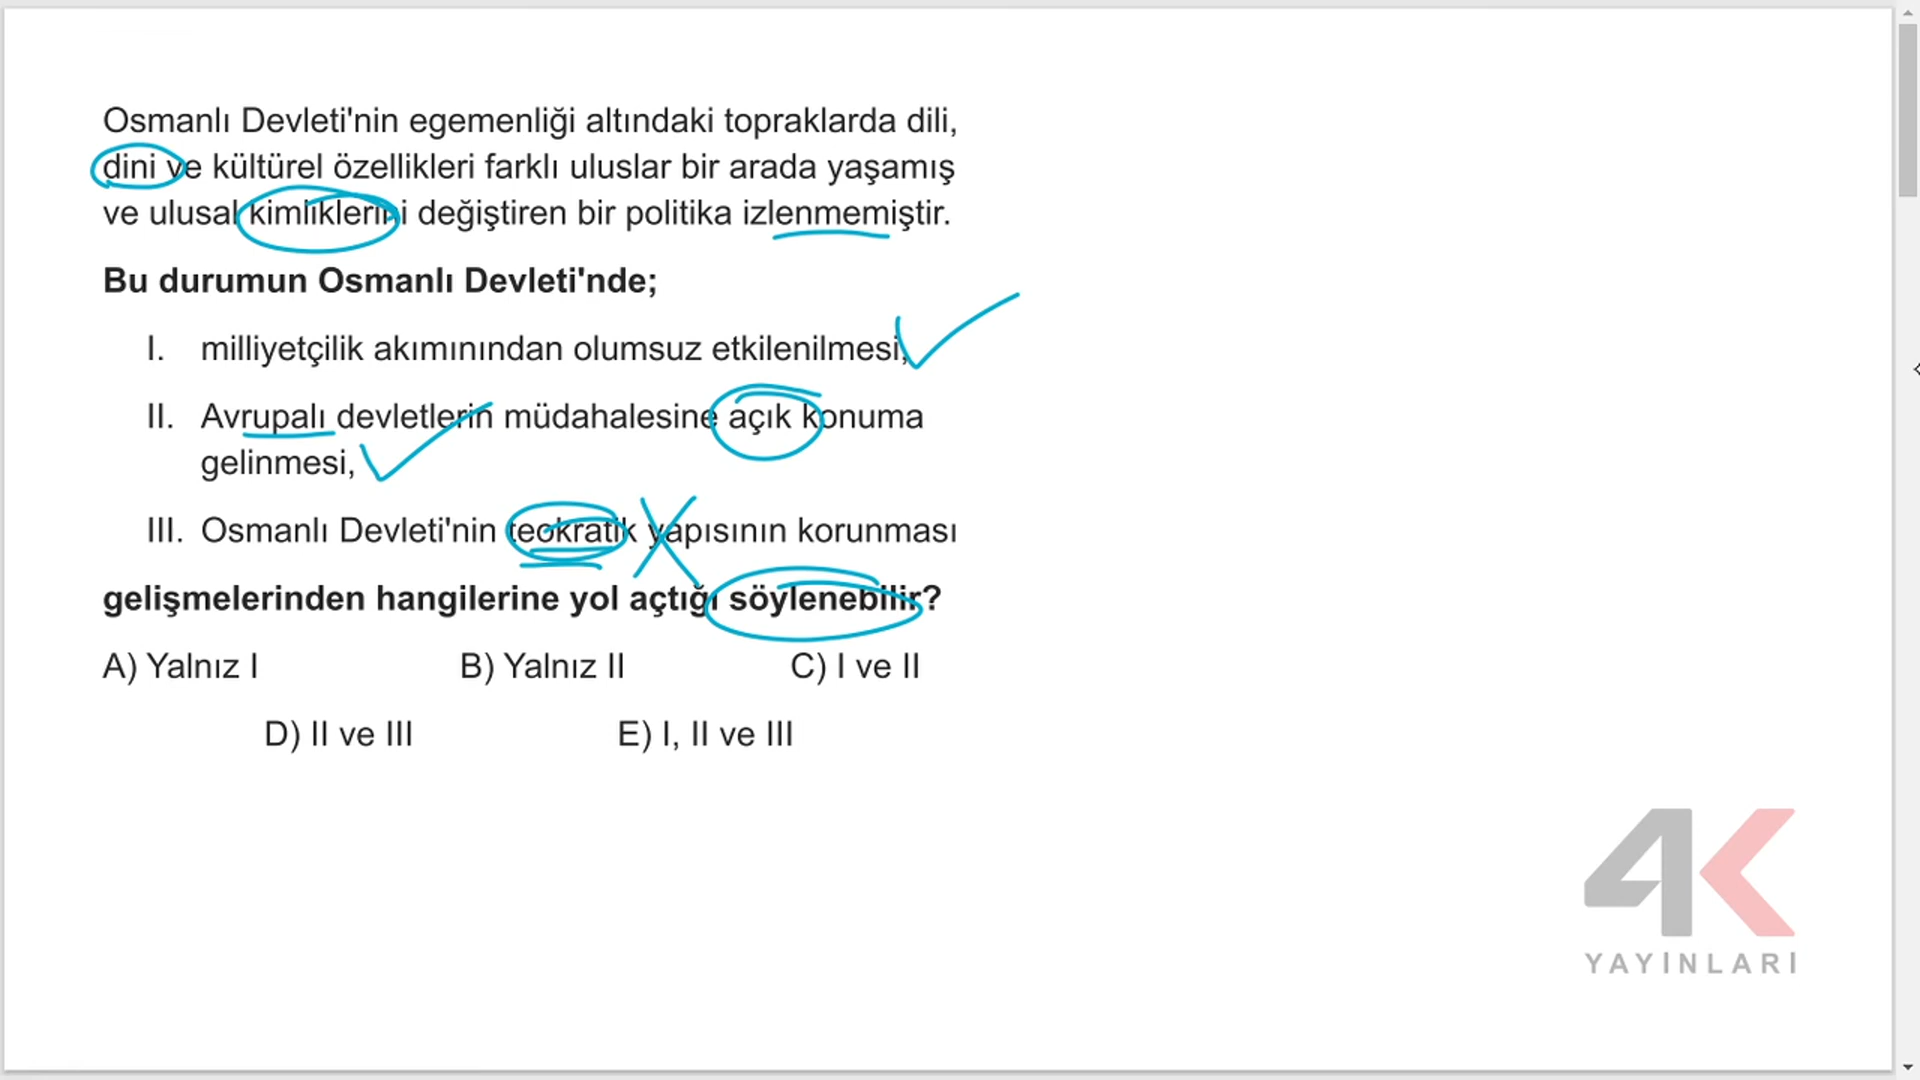 Osmanlı Devleti'nin egemenliği altındaki topraklarda dili,
dini ve kültürel özellikleri farklı uluslar bir arada yaşamış
ve ulusal kimliklerini değiştiren bir politika izlenmemiştir.
Bu durumun Osmanlı Devleti'nde;
I. milliyetçilik akımınından olumsuz etkilenilmesi,
II. Avrupalı devletlerin müdahalesine açık konuma
gelinmesi,
III. Osmanlı Devleti'nin teokratik yapısının korunması
gelişmelerinden hangilerine yol açtığı söylenebilir?
A) Yalnız I B) Yalnız II C) I ve II
D) II ve III E) I, II ve III
4K
YAYINLARI